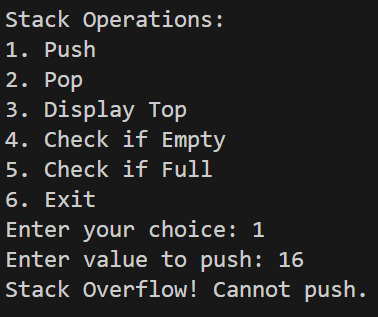 Stack Operations:
1. Push
2. Pop
3. Display Top
4. Check if Empty
5. Check if Full
6. Exit
Enter your choice: 1
Enter value to push: 16
Stack Overflow! Cannot push.